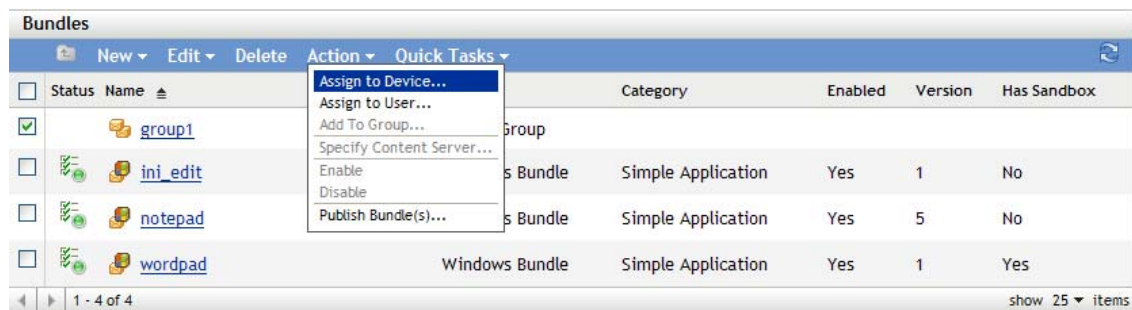 Bundles
New Edit Delete Action Quick Tasks
Status Name Category Enabled Version Has Sandbox
Assign to Device...
Assign to User...
Add To Group...
group1 Group
Specify Content Server...
Enable
ini_edit s Bundle Simple Application Yes 1 No
Disable
Publish Bundle(s)...
notepad s Bundle Simple Application Yes 5 No
wordpad Windows Bundle Simple Application Yes 1 Yes
1 - 4 of 4 show 25 items